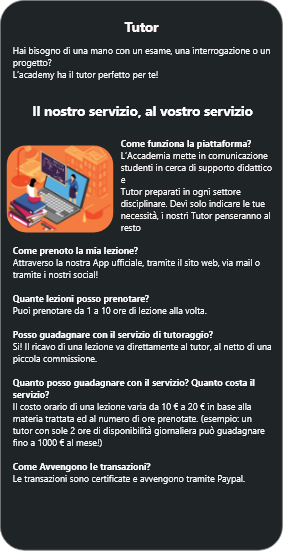 Tutor
Hai bisogno di una mano con un esame, una interrogazione o un
progetto?
L'academy ha il tutor perfetto per te!
Il nostro servizio, al vostro servizio
Come funziona la piattaforma?
L'Accademia mette in comunicazione
studenti in cerca di supporto didattico
e
Tutor preparati in ogni settore
disciplinare. Devi solo indicare le tue
necessità, i nostri Tutor penseranno al
resto
Come prenoto la mia lezione?
Attraverso la nostra App ufficiale, tramite il sito web, via mail o
tramite i nostri social!
Quante lezioni posso prenotare?
Puoi prenotare da 1 a 10 ore di lezione alla volta.
Posso guadagnare con il servizio di tutoraggio?
Si! Il ricavo di una lezione va direttamente al tutor, al netto di una
piccola commissione.
Quanto posso guadagnare con il servizio? Quanto costa il
servizio?
Il costo orario di una lezione varia da 10 € a 20 € in base alla
materia trattata ed al numero di ore prenotate. (esempio: un
tutor con sole 2 ore di disponibilità giornaliera può guadagnare
fino a 1000 € al mese!)
Come Avvengono le transazioni?
Le transazioni sono certificate e avvengono tramite Paypal.